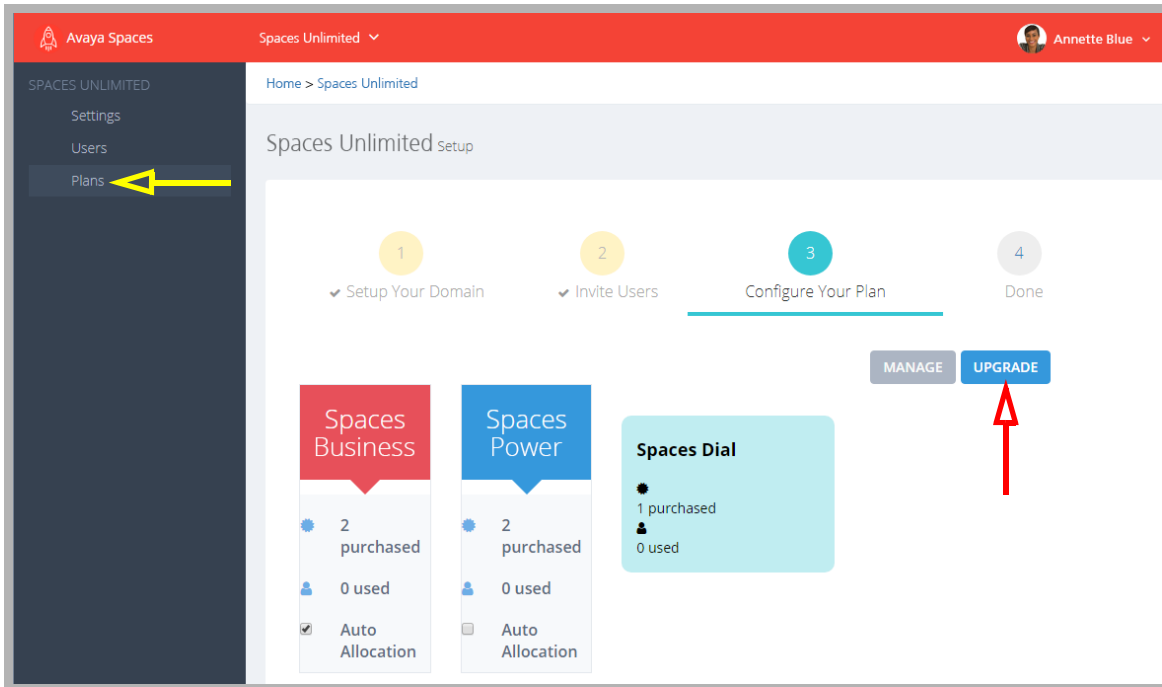 Avaya Spaces
Spaces Unlimited
Annette Blue
SPACES UNLIMITED
Settings
Users
Plans
Home > Spaces Unlimited
Spaces Unlimited Setup
1
Setup Your Domain
2
Invite Users
3
Configure Your Plan
4
Done
MANAGE
UPGRADE
Spaces
Business
2
purchased
0 used
Auto
Allocation
Spaces
Power
2
purchased
0 used
Auto
Allocation
Spaces Dial
1 purchased
0 used